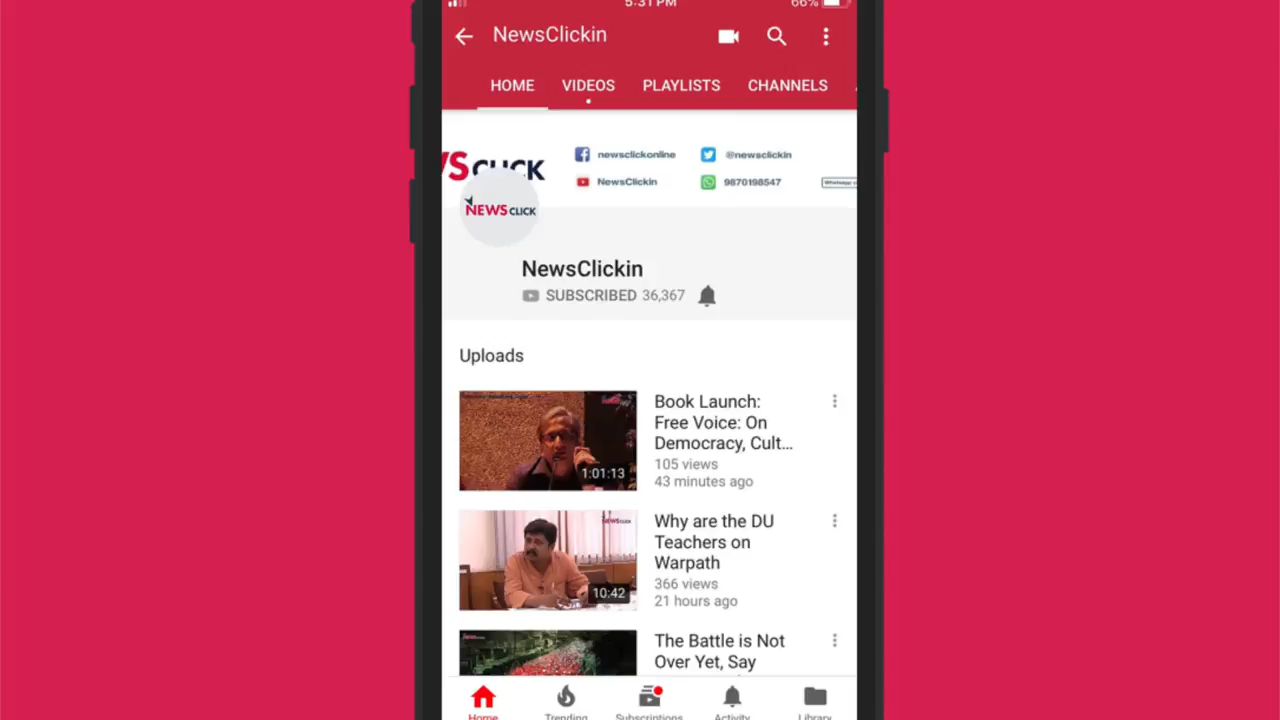 5:31 PM
66%
NewsClickin
HOME VIDEOS PLAYLISTS CHANNELS
WS CLICK
newsclickonline
@newsclickin
NewsClickin
9870198547
Whatsapp
NEWS CLICK
NewsClickin
SUBSCRIBED 36,367
Uploads
Book Launch:
Free Voice: On
Democracy, Cult...
105 views
43 minutes ago
1:01:13
Why are the DU
Teachers on
Warpath
366 views
21 hours ago
NEWSCLICK
10:42
The Battle is Not
Over Yet, Say
Home Trending Subscriptions Activity Library